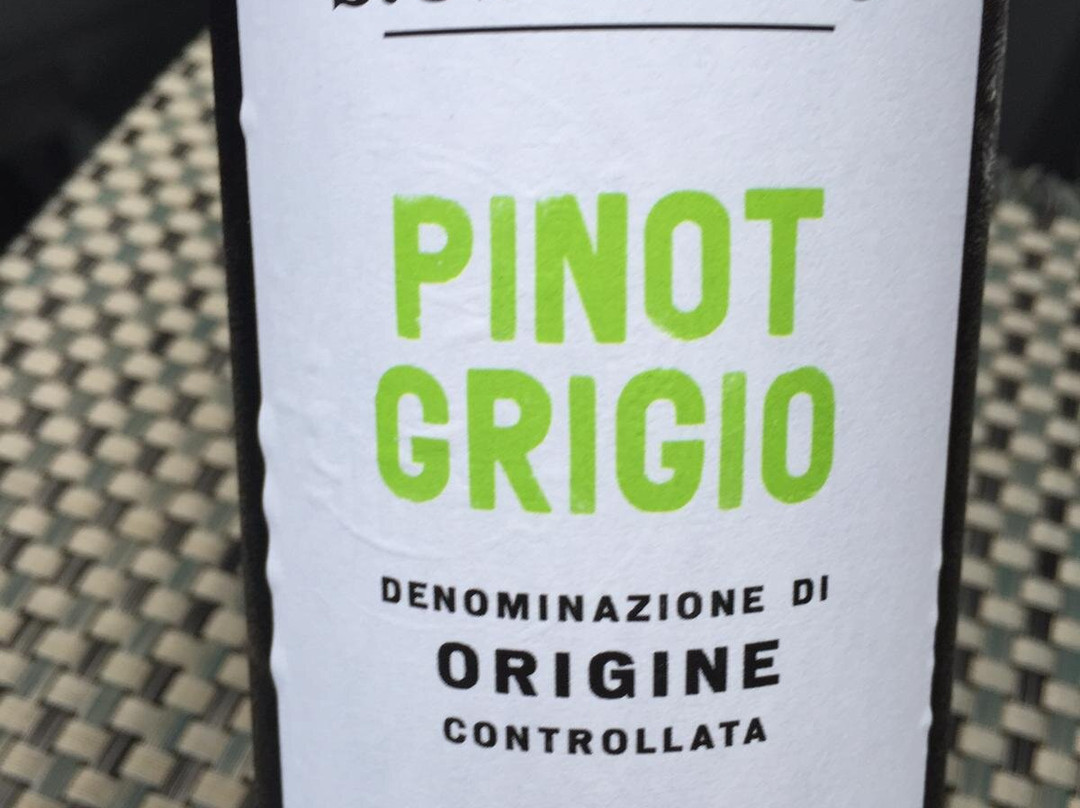 PINOT
GRIGIO
DENOMINAZIONE DI
ORIGINE
CONTROLLATA